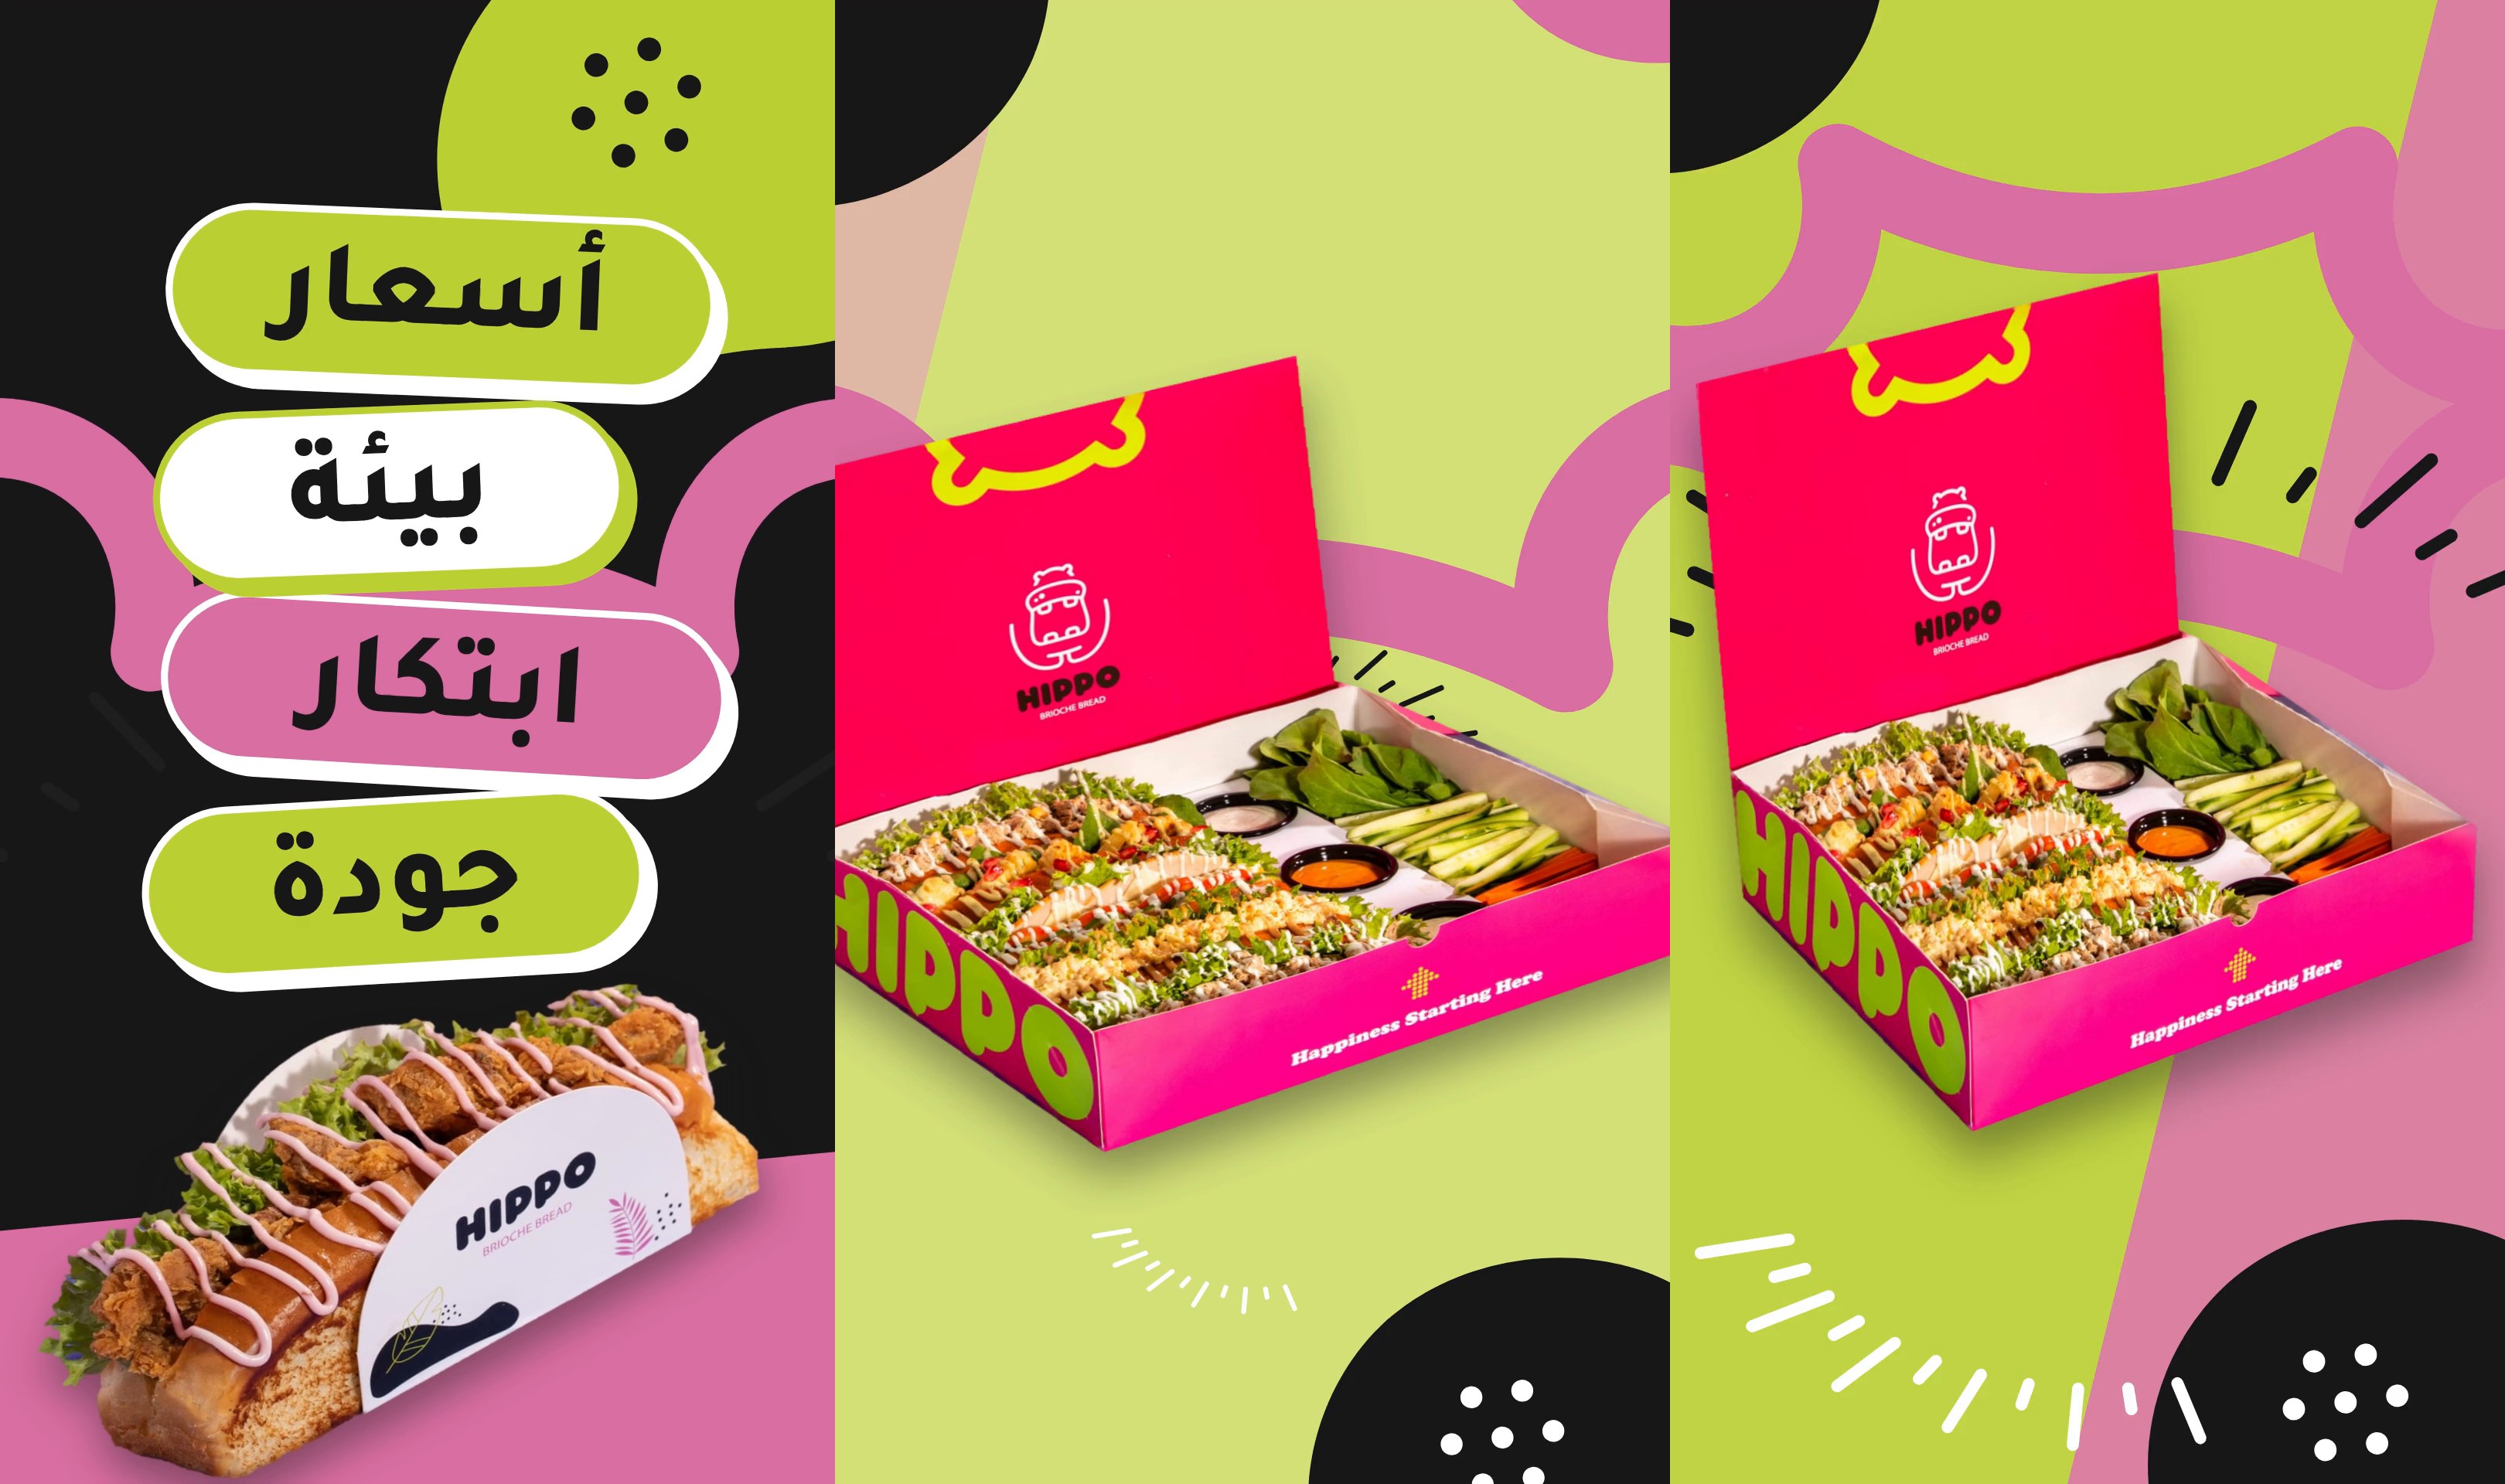 أسعار
بيئة
ابتكار
جودة
HIPPO
BRIOCHE BREAD
HIPPO
BRIOCHE BREAD
HIPPO
Happiness Starting Here
HIPPO
BRIOCHE BREAD
HIPPO
Happiness Starting Here